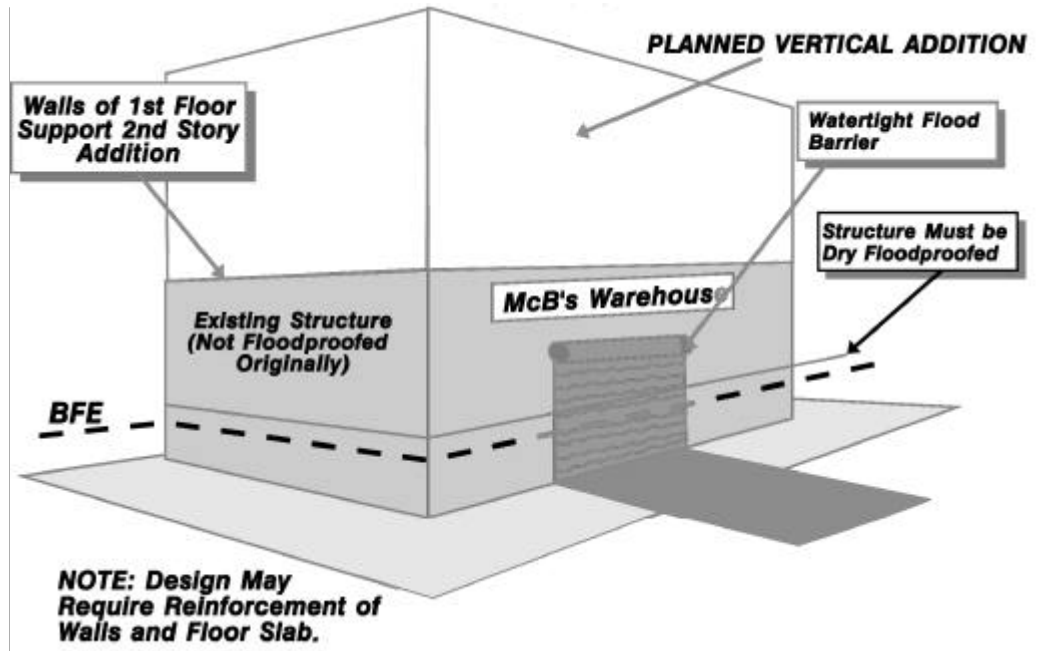 PLANNED VERTICAL ADDITION
Walls of 1st Floor
Support 2nd Story
Addition
Watertight Flood
Barrier
Structure Must be
Dry Floodproofed
McB's Warehouse
Existing Structure
(Not Floodproofed
Originally)
BFE
NOTE: Design May
Require Reinforcement of
Walls and Floor Slab.